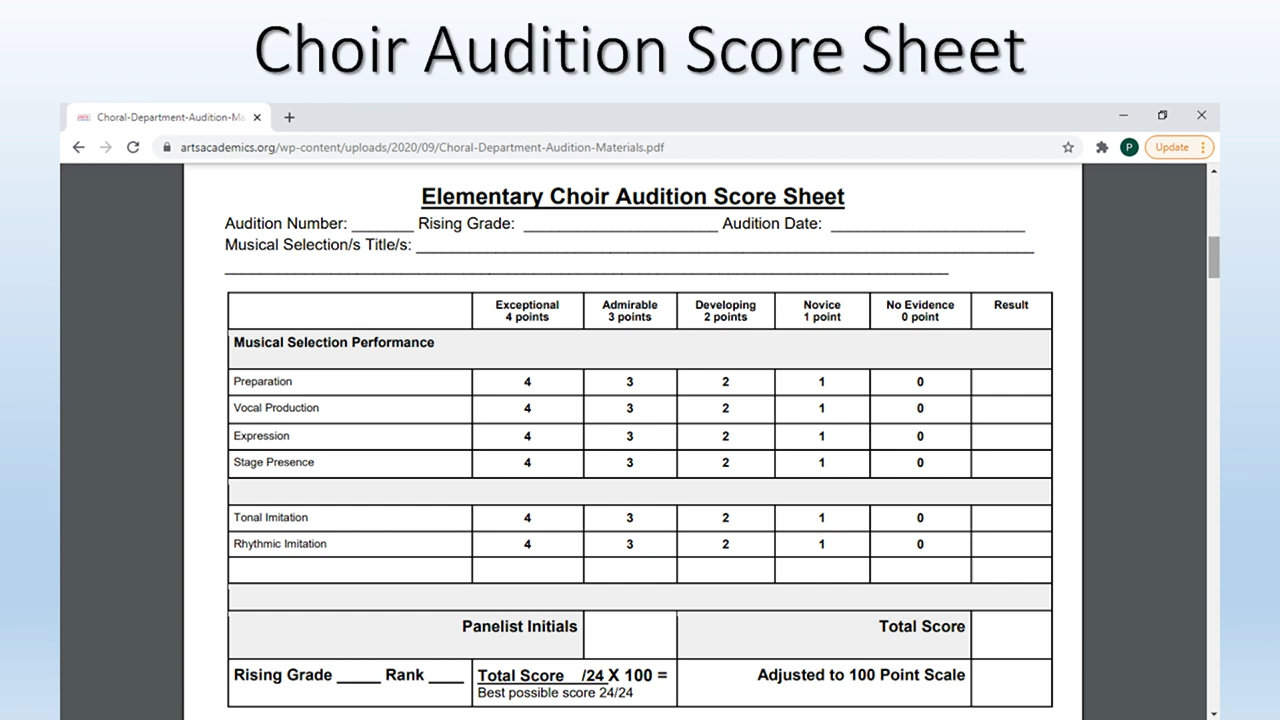 Choir Audition Score Sheet
Choral-Department-Audition-Ma
artsacademics.org/wp-content/uploads/2020/09/Choral-Department-Audition-Materials.pdf
P
Update
Elementary Choir Audition Score Sheet
Audition Number: _______ Rising Grade: ______________________ Audition Date: ______________________
Musical Selection/s Title/s: ______________________________________________________________________
__________________________________________________________________________________
Exceptional 4 points Admirable 3 points Developing 2 points Novice 1 point No Evidence 0 point Result
Musical Selection Performance
Preparation 4 3 2 1 0
Vocal Production 4 3 2 1 0
Expression 4 3 2 1 0
Stage Presence 4 3 2 1 0
Tonal Imitation 4 3 2 1 0
Rhythmic Imitation 4 3 2 1 0
Panelist Initials Total Score
Rising Grade _____ Rank ____ Total Score /24 X 100 = Adjusted to 100 Point Scale
Best possible score 24/24